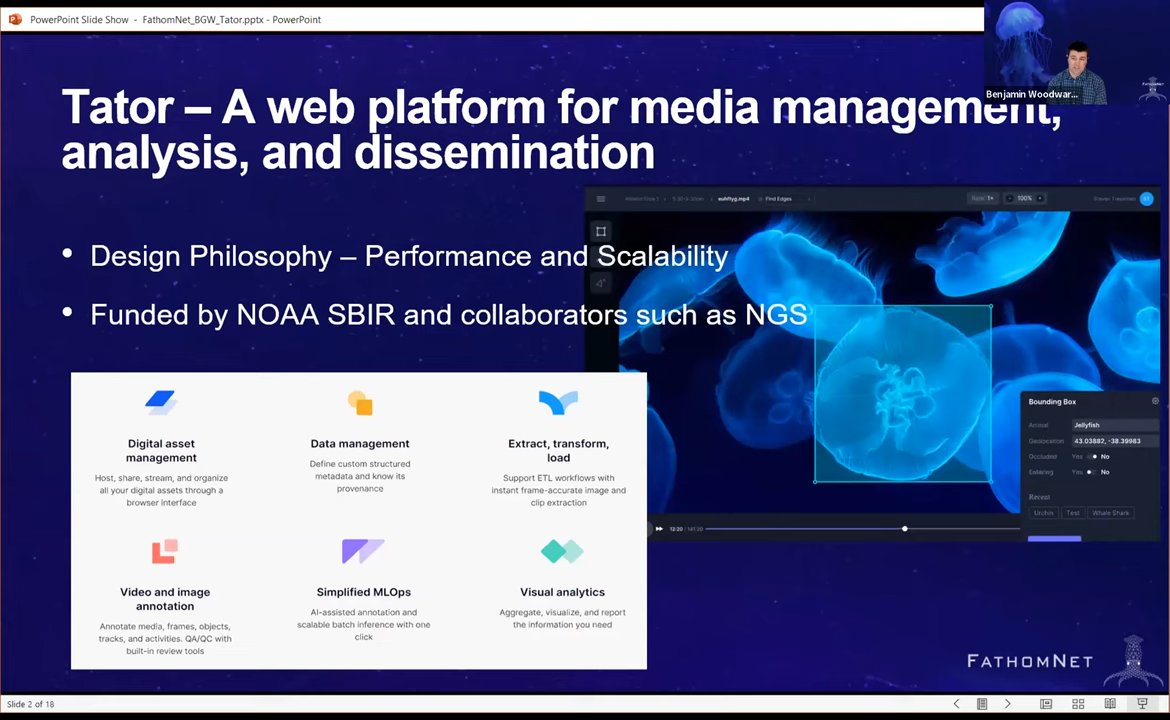 PowerPoint Slide Show - FathomNet_BGW_Tator.pptx - PowerPoint
Benjamin Woodwar...
Tator – A web platform for media management,
analysis, and dissemination
• Design Philosophy – Performance and Scalability
• Funded by NOAA SBIR and collaborators such as NGS
suhftyg.mp4
Find Edges
100%
Digital asset
management
Host, share, stream, and organize
all your digital assets through a
browser interface
Data management
Define custom structured
metadata and know its
provenance
Extract, transform,
load
Support ETL workflows with
instant frame-accurate image and
clip extraction
Video and image
annotation
Annotate media, frames, objects,
tracks, and activities. QA/QC with
built-in review tools
Simplified MLOps
AI-assisted annotation and
scalable batch inference with one
click
Visual analytics
Aggregate, visualize, and report
the information you need
Bounding Box
Animal Jellyfish
Geolocation 43.03882, -38.39983
Occluded Yes No
Entering Yes No
Recent
Urchin Test Whale Shark
FATHOMNET
Slide 2 of 18